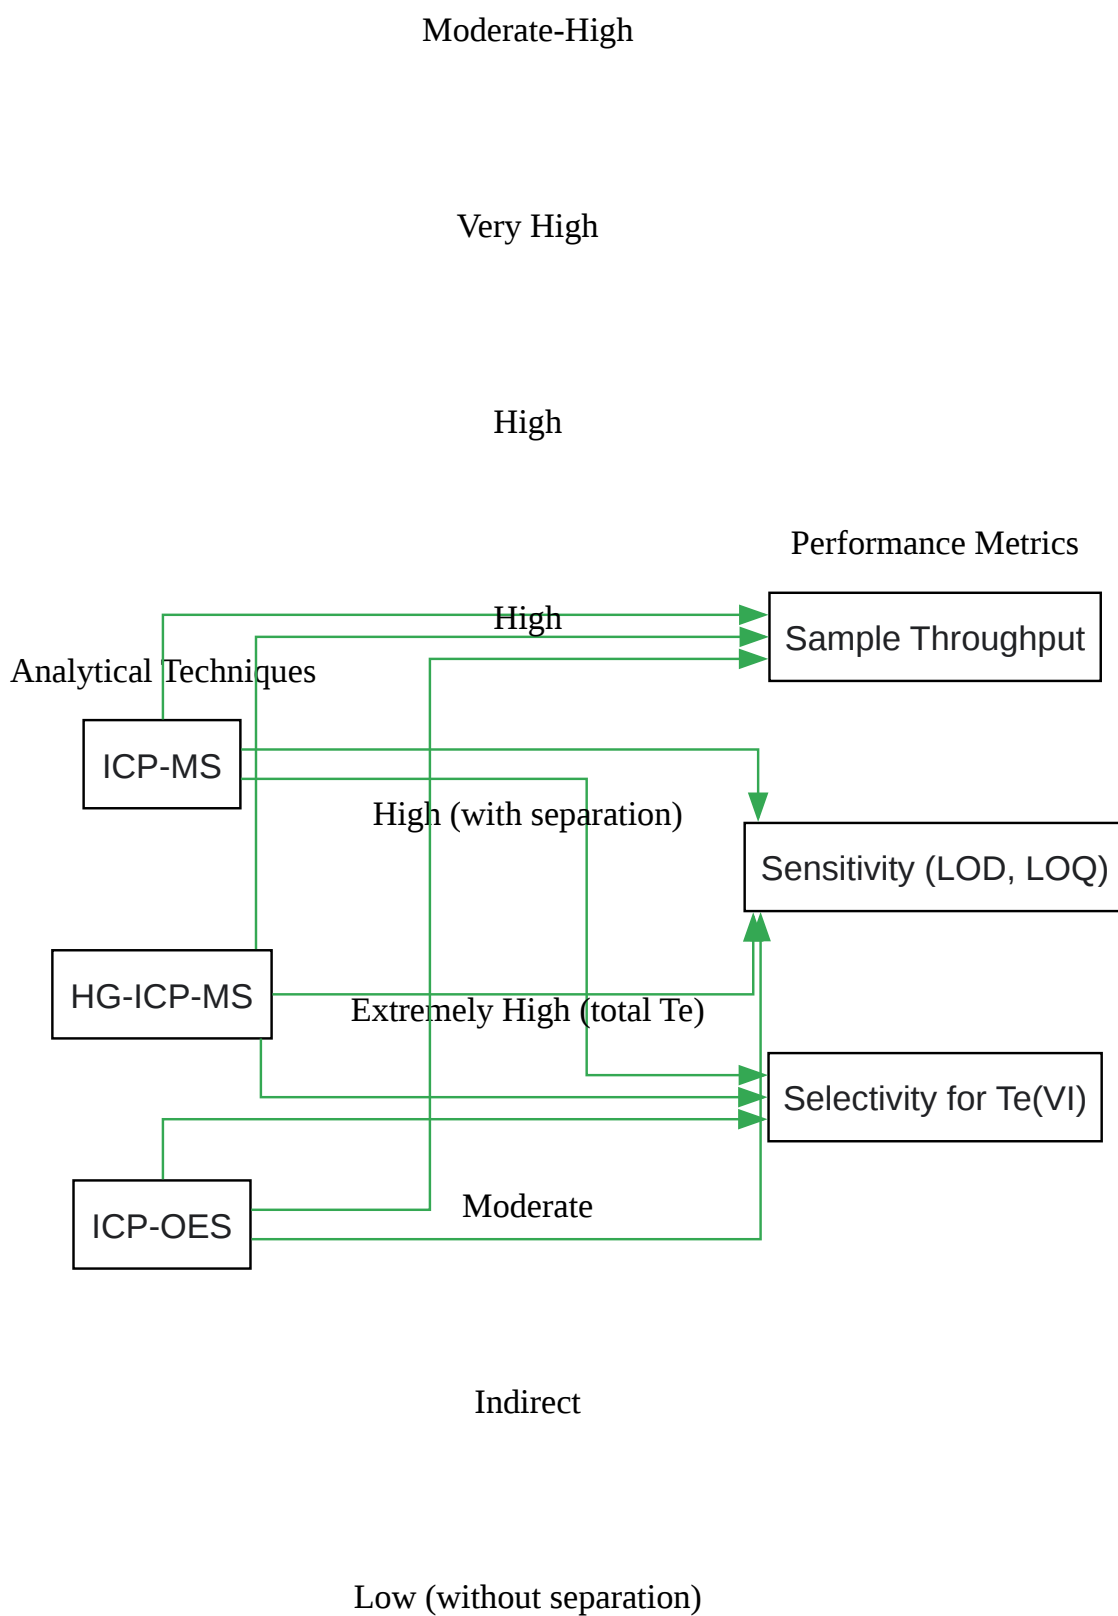 Moderate-High
Very High
High
Performance Metrics
High
Sample Throughput
Analytical Techniques
ICP-MS
High (with separation)
Sensitivity (LOD, LOQ)
HG-ICP-MS
Extremely High (total Te)
Selectivity for Te(VI)
Moderate
ICP-OES
Indirect
Low (without separation)